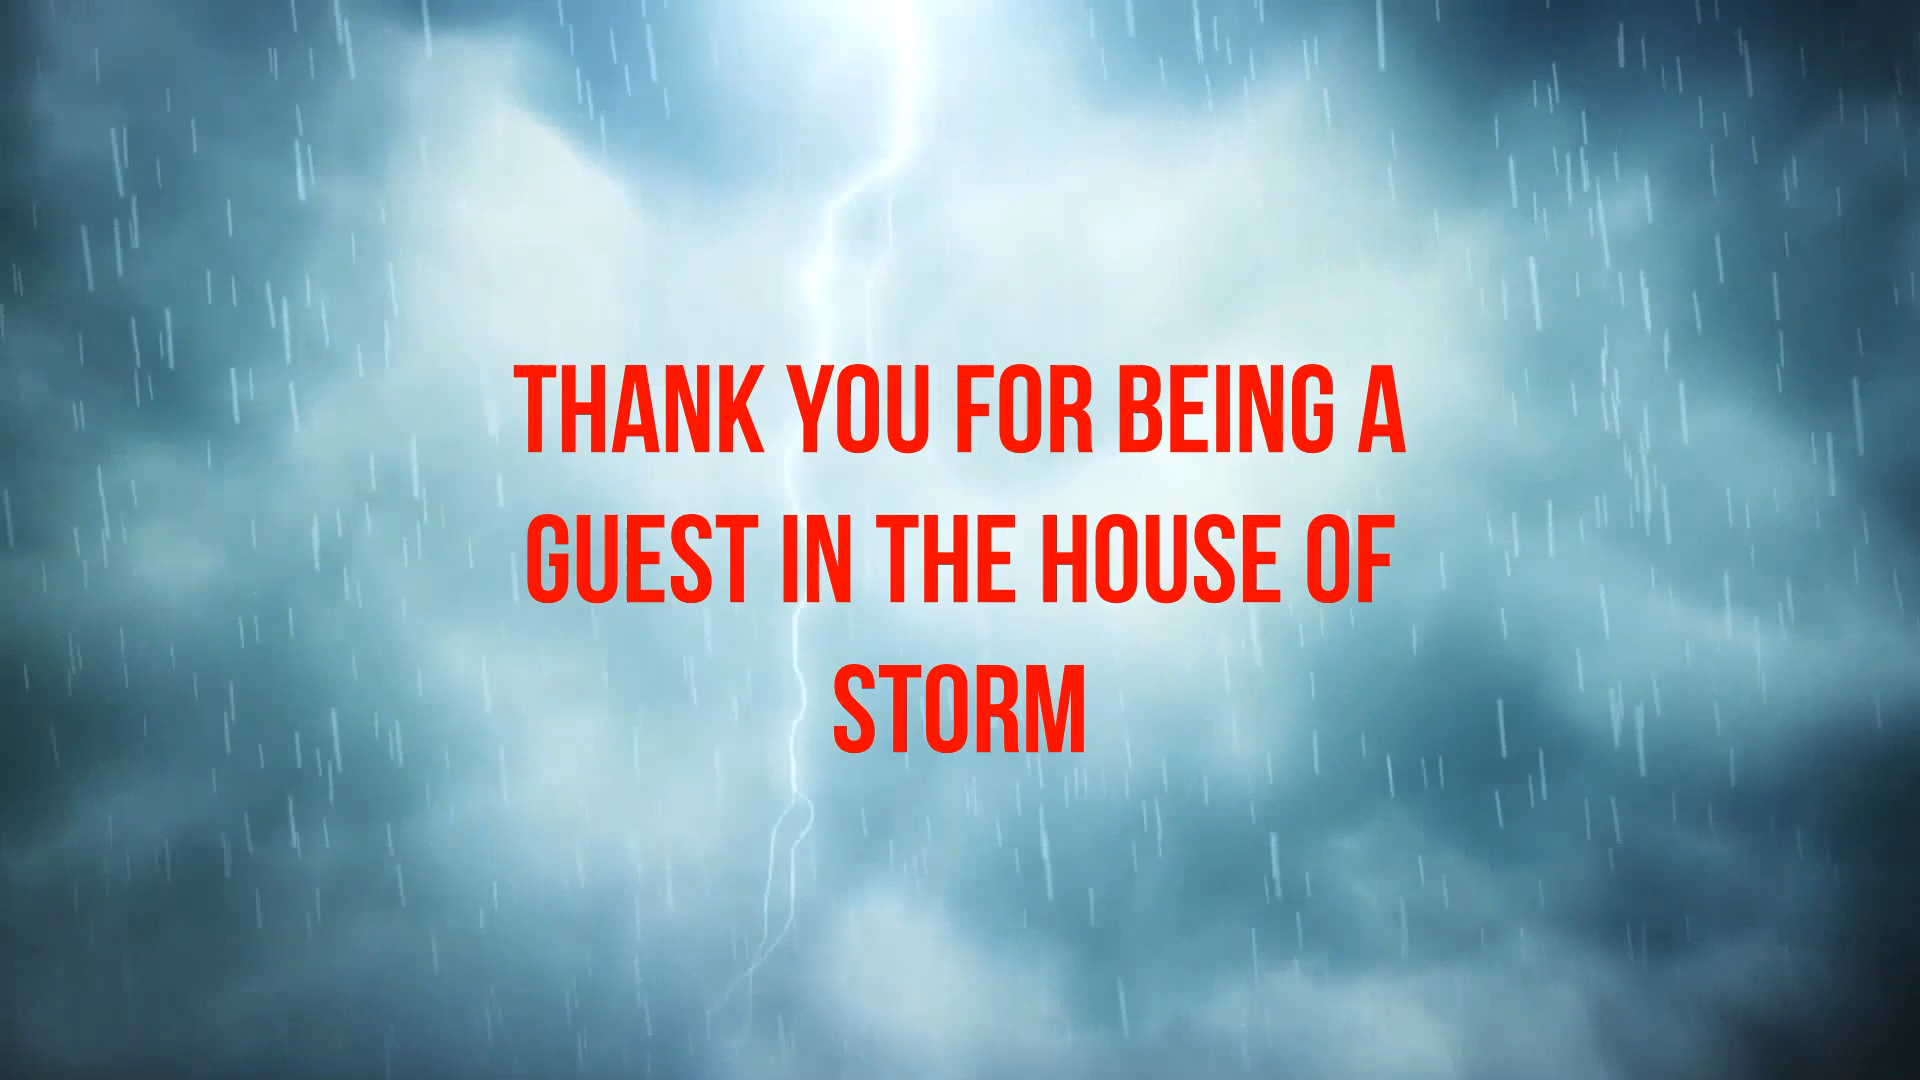 THANK YOU FOR BEING A
GUEST IN THE HOUSE OF
STORM